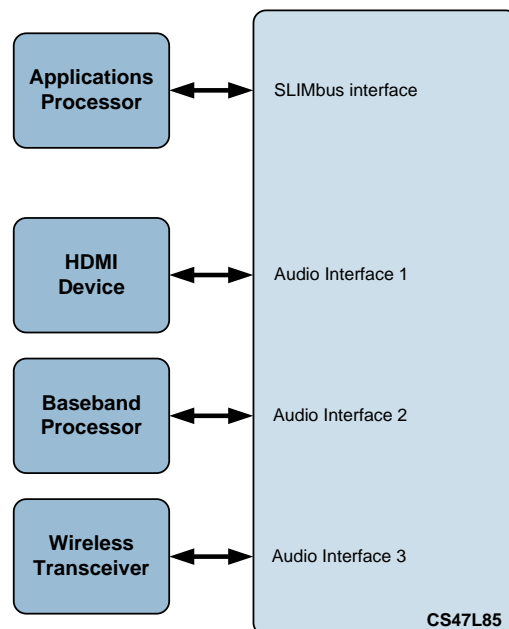 Applications
Processor
SLIMbus interface
HDMI
Device
Audio Interface 1
Baseband
Processor
Audio Interface 2
Wireless
Transceiver
Audio Interface 3
CS47L85